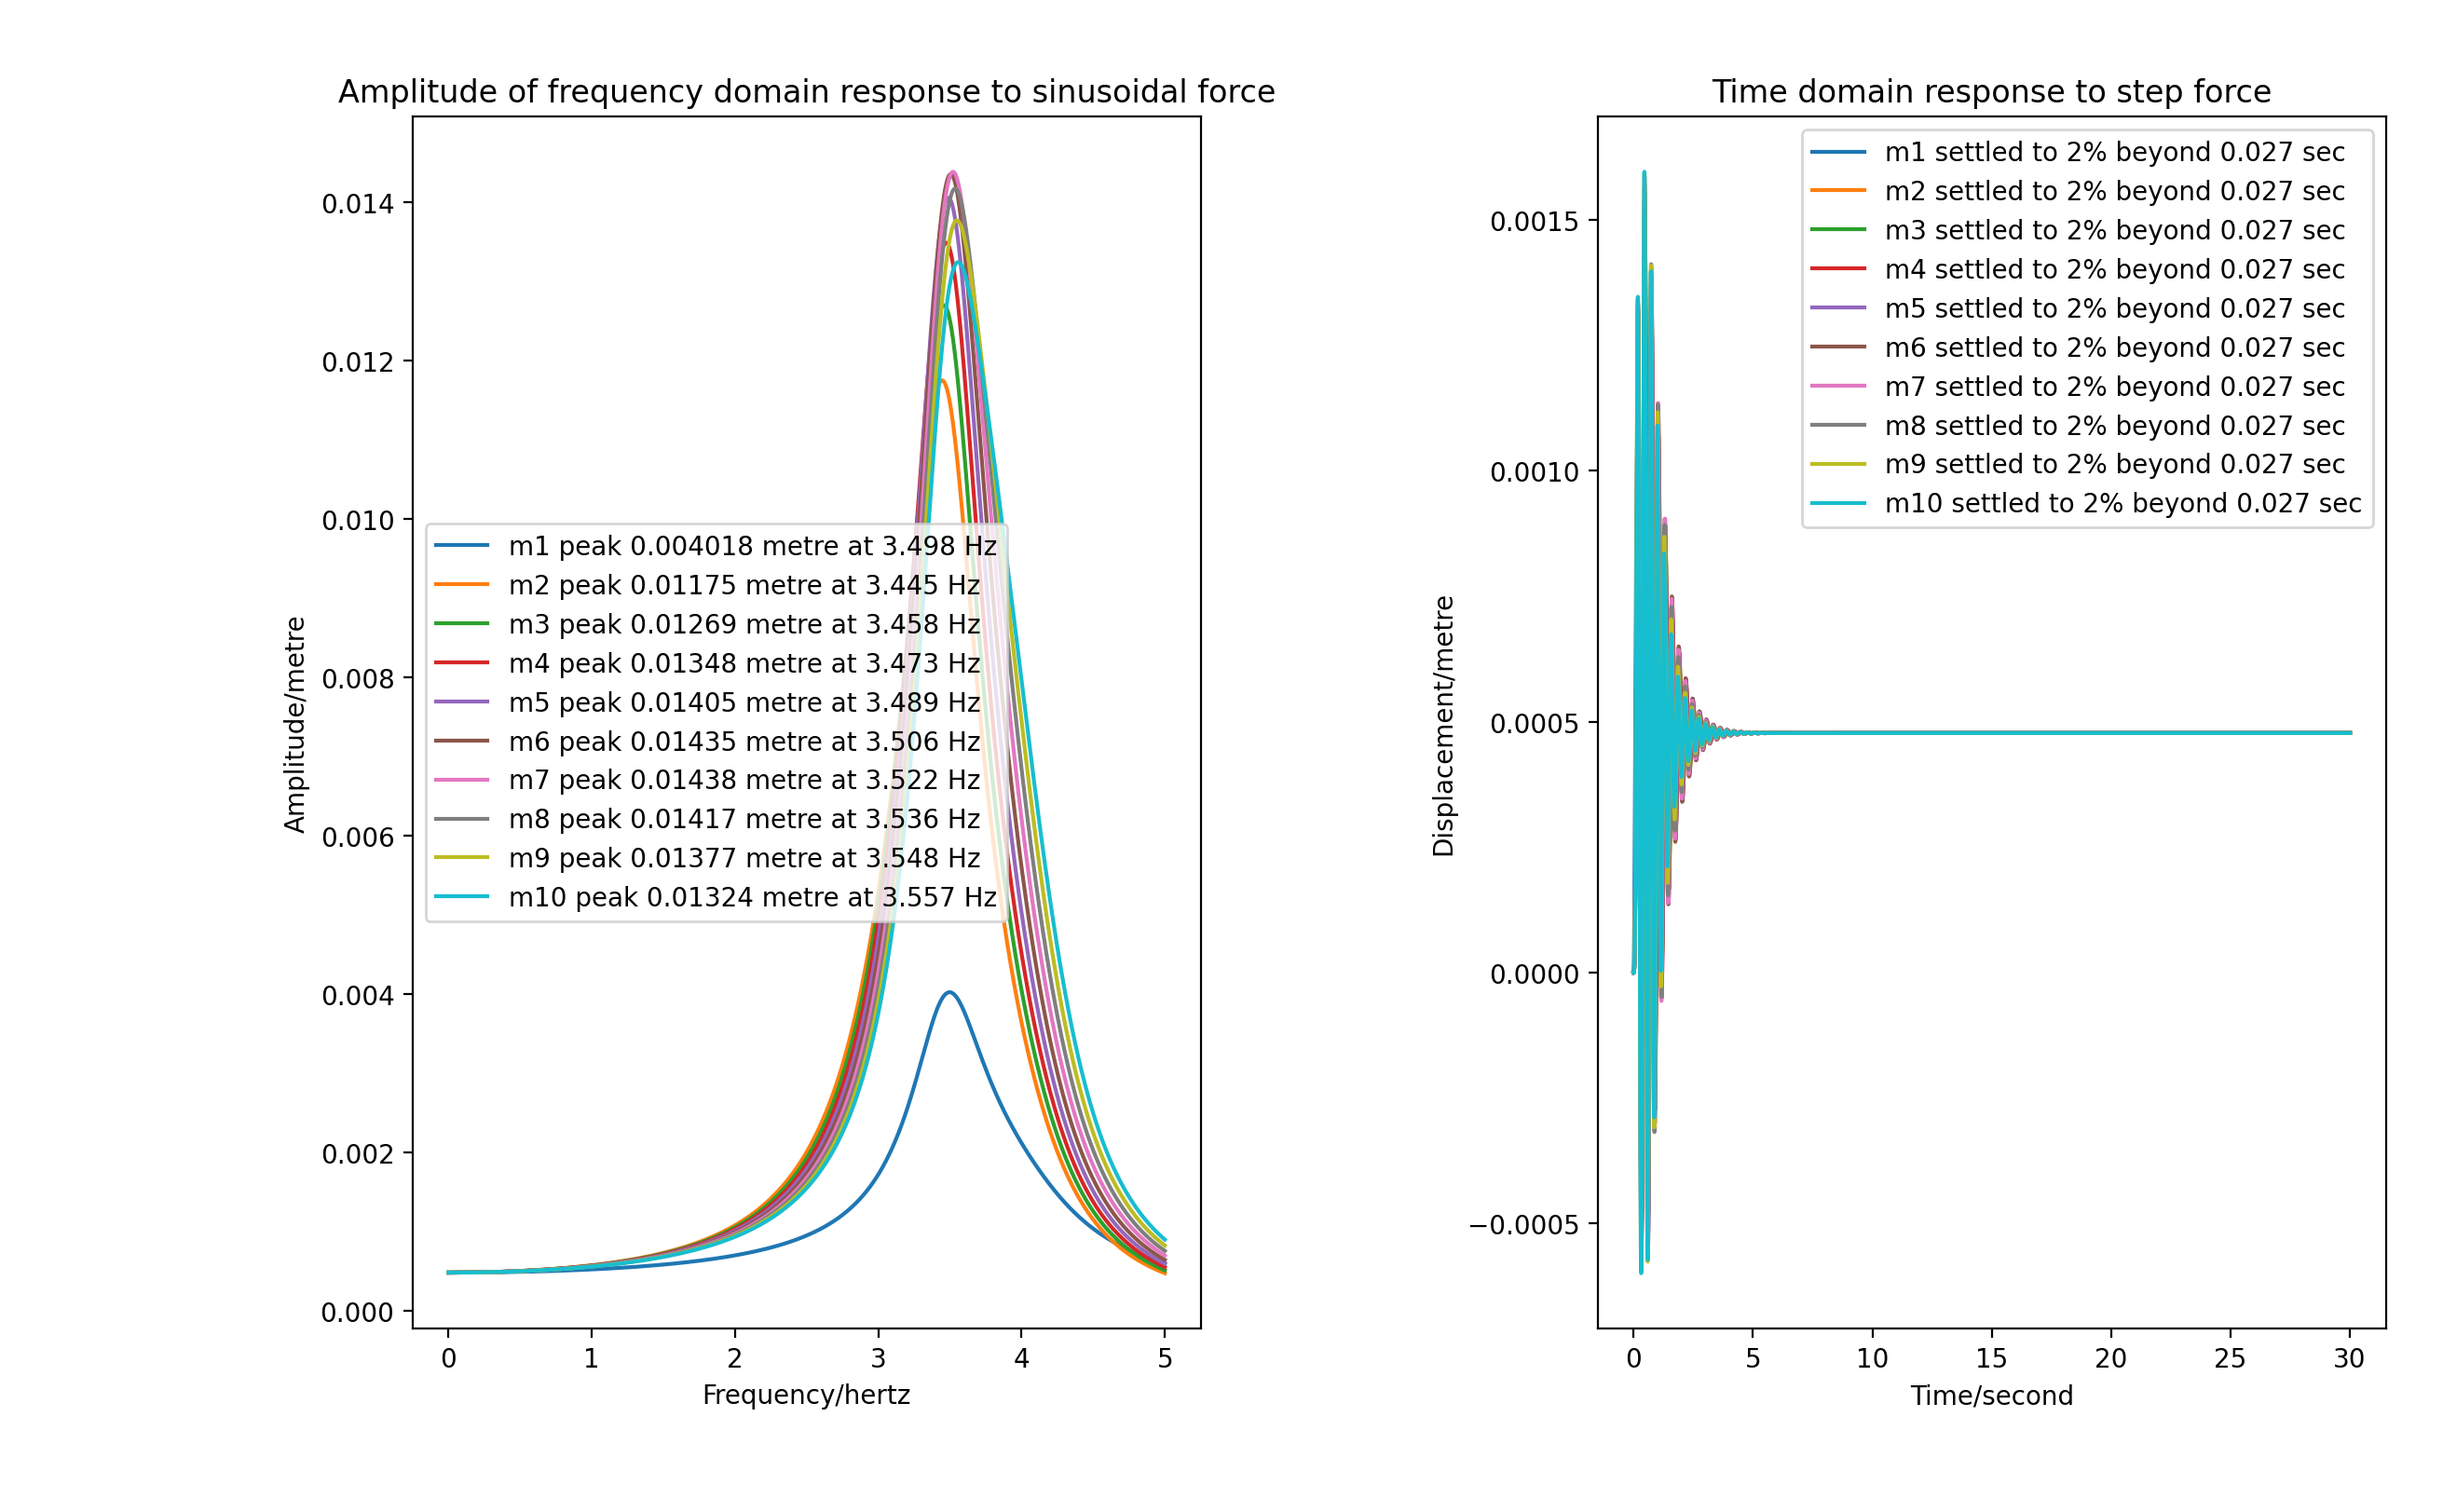 Amplitude of frequency domain response to sinusoidal force
0.014
0.012
0.010
0.008
0.006
0.004
0.002
0.000
Amplitude/metre
m1 peak 0.004018 metre at 3.498 Hz
m2 peak 0.01175 metre at 3.445 Hz
m3 peak 0.01269 metre at 3.458 Hz
m4 peak 0.01348 metre at 3.473 Hz
m5 peak 0.01405 metre at 3.489 Hz
m6 peak 0.01435 metre at 3.506 Hz
m7 peak 0.01438 metre at 3.522 Hz
m8 peak 0.01417 metre at 3.536 Hz
m9 peak 0.01377 metre at 3.548 Hz
m10 peak 0.01324 metre at 3.557 Hz
0 1 2 3 4 5
Frequency/hertz
Time domain response to step force
0.0015
0.0010
0.0005
0.0000
−0.0005
Displacement/metre
m1 settled to 2% beyond 0.027 sec
m2 settled to 2% beyond 0.027 sec
m3 settled to 2% beyond 0.027 sec
m4 settled to 2% beyond 0.027 sec
m5 settled to 2% beyond 0.027 sec
m6 settled to 2% beyond 0.027 sec
m7 settled to 2% beyond 0.027 sec
m8 settled to 2% beyond 0.027 sec
m9 settled to 2% beyond 0.027 sec
m10 settled to 2% beyond 0.027 sec
0 5 10 15 20 25 30
Time/second